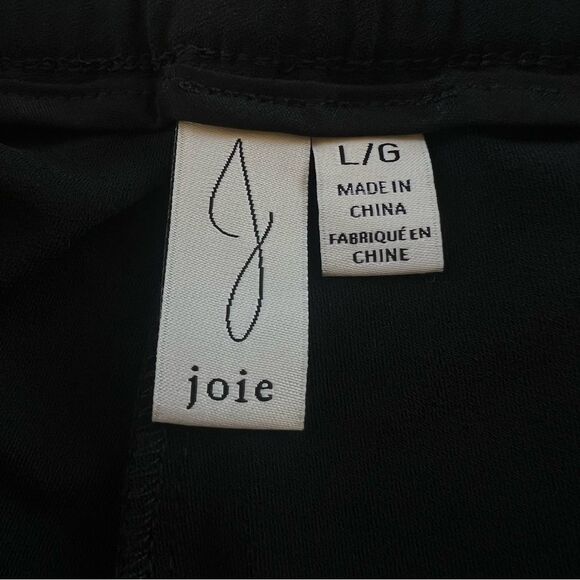 joie
L/G
MADE IN
CHINA
FABRIQUÉ EN
CHINE